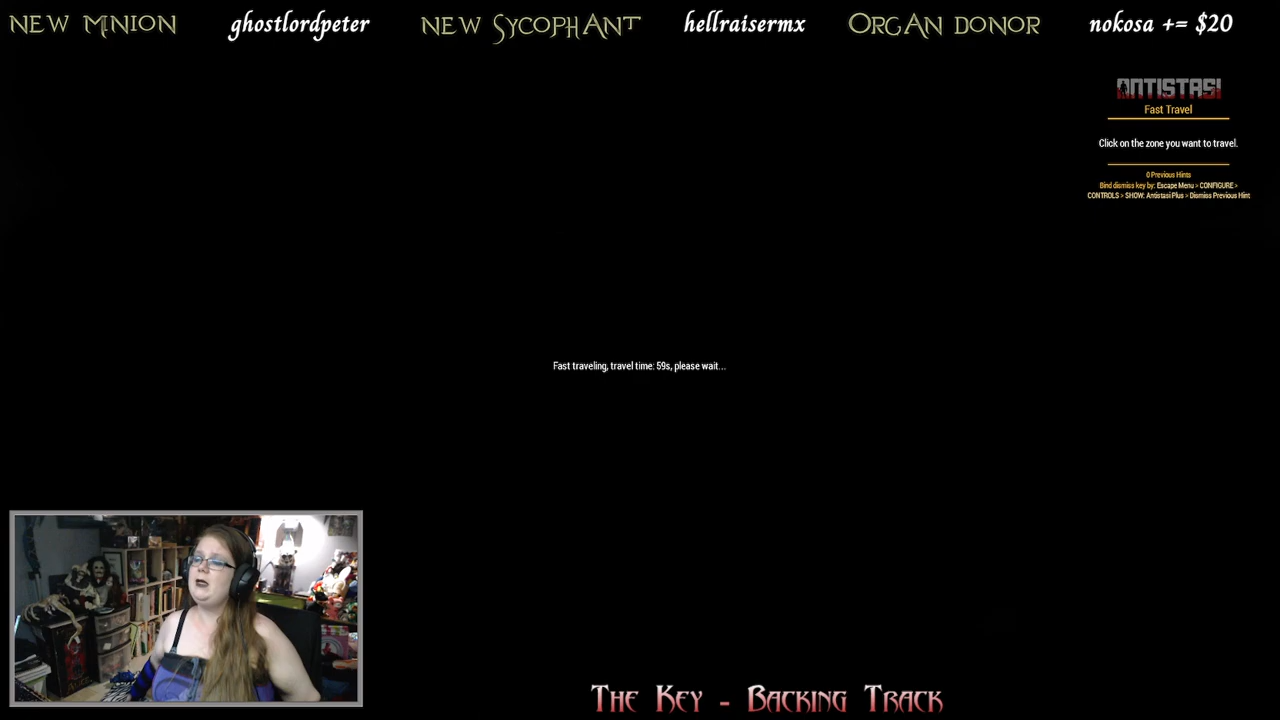 NEW MINION ghostlordpeter NEW SYCOPHANT hellraisermx ORGAN DONOR nokosa += $20
ANTISTASI
Fast Travel
Click on the zone you want to travel.
0 Previous Hints
Bind dismiss key by: Escape Menu > CONFIGURE >
CONTROLS > SHOW: Antistasi Plus > Dismiss Previous Hint
Fast traveling, travel time: 59s, please wait...
The Key - Backing Track